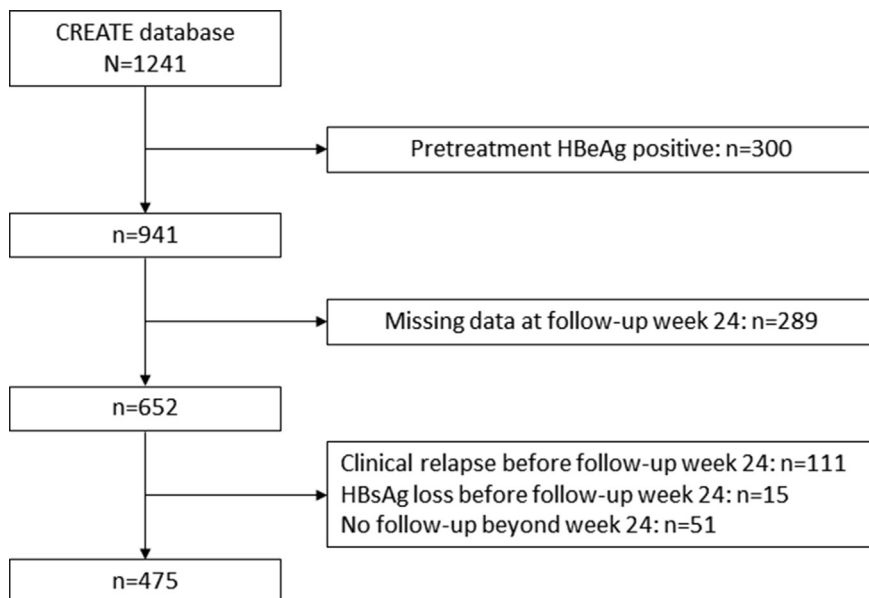 CREATE database
N=1241
Pretreatment HBeAg positive: n=300
n=941
Missing data at follow-up week 24: n=289
n=652
Clinical relapse before follow-up week 24: n=111
HBsAg loss before follow-up week 24: n=15
No follow-up beyond week 24: n=51
n=475